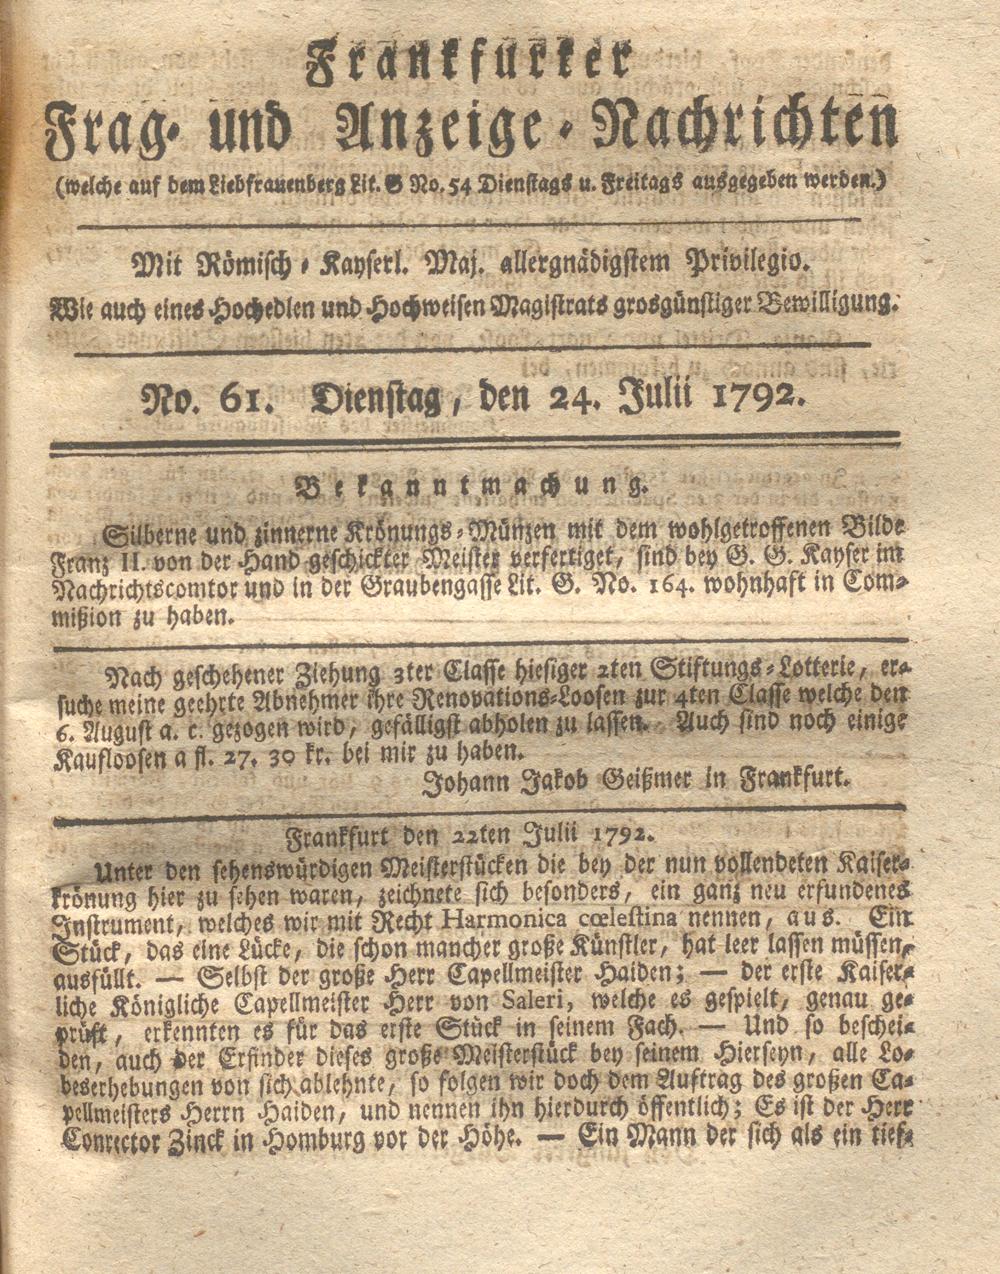 Frankfurter
Frag- und Anzeige-Nachrichten
(welche auf dem Liebfrauenberg Lit. G No. 54 Dienstags u. Freitags ausgegeben werden.)
Mit Römisch-Kayserl. Maj. allergnädigstem Privilegio.
Wie auch eines Hochedlen und Hochweisen Magistrats grosgünstiger Bewilligung.
No. 61. Dienstag, den 24. Julii 1792.
Bekanntmachung.
Silberne und zinnerne Krönungs-Münzen mit dem wohlgetroffenen Bilde
Franz II. von der Hand geschickter Meister verfertiget, sind bey G. G. Kayser im
Nachrichtscomtor und in der Graubengasse Lit. G. No. 164. wohnhaft in Com-
mißion zu haben.
Nach geschehener Ziehung 3ter Classe hiesiger 2ten Stiftungs-Lotterie, er-
suche meine geehrte Abnehmer ihre Renovations-Loosen zur 4ten Classe welche den
6. August a. c. gezogen wird, gefälligst abholen zu lassen. Auch sind noch einige
Kaufloosen a fl. 27. 30 kr. bei mir zu haben.
Johann Jakob Geißmer in Frankfurt.
Frankfurt den 22ten Julii 1792.
Unter den sehenswürdigen Meisterstücken die bey der nun vollendeten Kaiser-
krönung hier zu sehen waren, zeichnete sich besonders, ein ganz neu erfundenes
Instrument, welches wir mit Recht Harmonica cœlestina nennen, aus. Ein
Stück, das eine Lücke, die schon mancher große Künstler, hat leer lassen müssen,
ausfüllt. — Selbst der große Herr Capellmeister Haiden; — der erste Kaiser-
liche Königliche Capellmeister Herr von Saleri, welche es gespielt, genau ge-
prüft, erkennten es für das erste Stück in seinem Fach. — Und so beschei-
den, auch der Erfinder dieses große Meisterstück bey seinem Hierseyn, alle Lo-
beserhebungen von sich ablehnte, so folgen wir doch dem Auftrag des großen Ca-
pellmeisters Herrn Haiden, und nennen ihn hierdurch öffentlich; Es ist der Herr
Conrector Zinck in Homburg vor der Höhe. — Ein Mann der sich als ein tief-